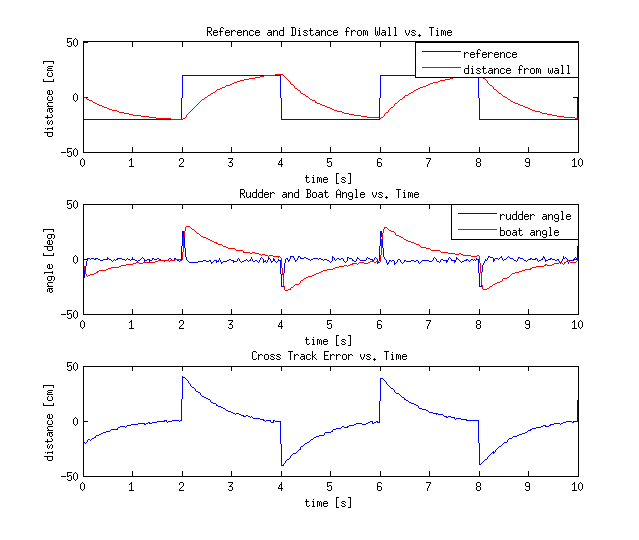 Reference and Distance from Wall vs. Time
50
0
-50
distance [cm]
reference
distance from wall
0 1 2 3 4 5 6 7 8 9 10
time [s]
Rudder and Boat Angle vs. Time
50
0
-50
angle [deg]
rudder angle
boat angle
0 1 2 3 4 5 6 7 8 9 10
time [s]
Cross Track Error vs. Time
50
0
-50
distance [cm]
0 1 2 3 4 5 6 7 8 9 10
time [s]